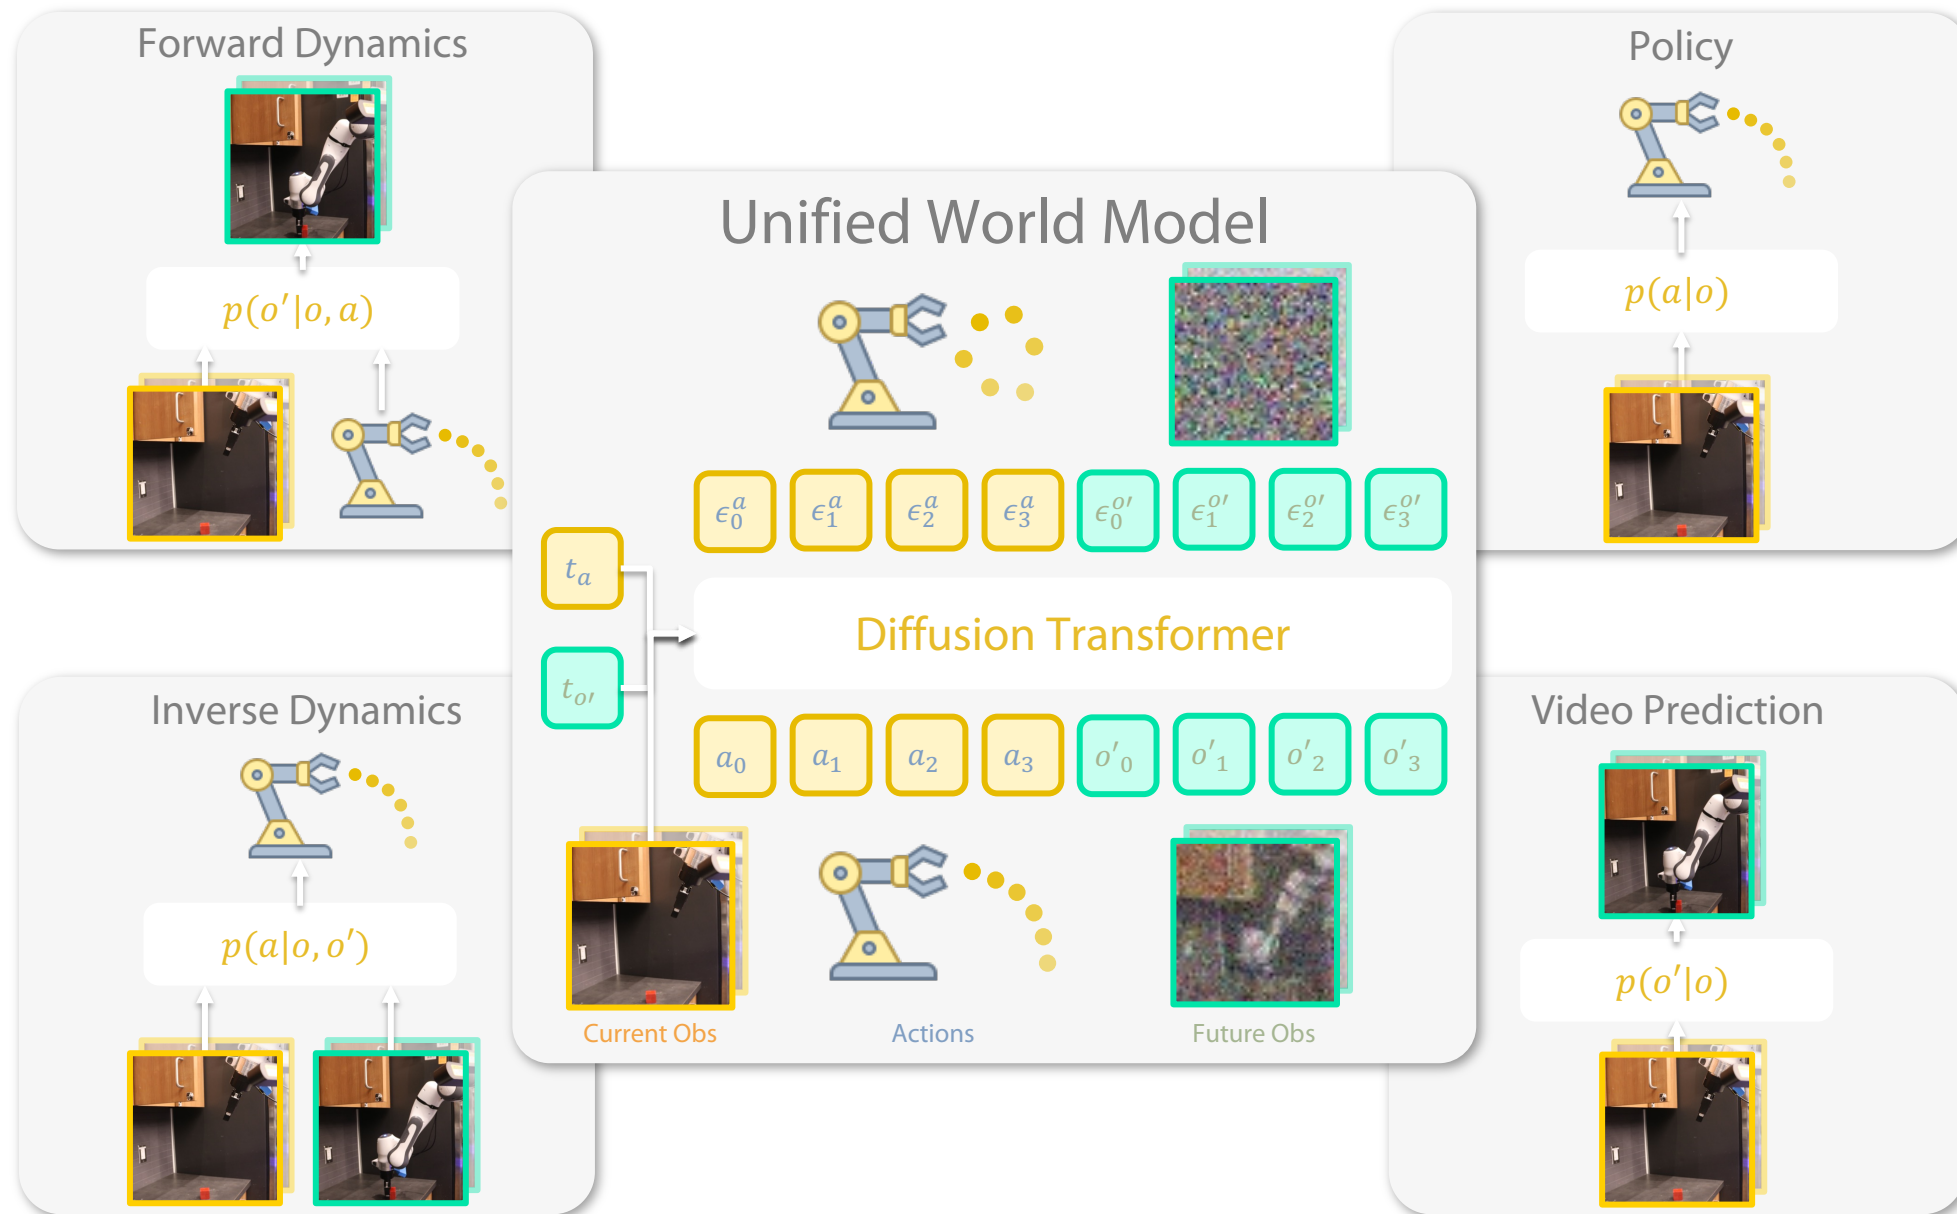 Forward Dynamics
p(o′|o, a)
Policy
p(a|o)
Unified World Model
ϵ₀ᵃ ϵ₁ᵃ ϵ₂ᵃ ϵ₃ᵃ ϵ₀ᵒ′ ϵ₁ᵒ′ ϵ₂ᵒ′ ϵ₃ᵒ′
tₐ
Diffusion Transformer
tₒ′
a₀ a₁ a₂ a₃ o′₀ o′₁ o′₂ o′₃
Current Obs
Actions
Future Obs
Inverse Dynamics
p(a|o, o′)
Video Prediction
p(o′|o)